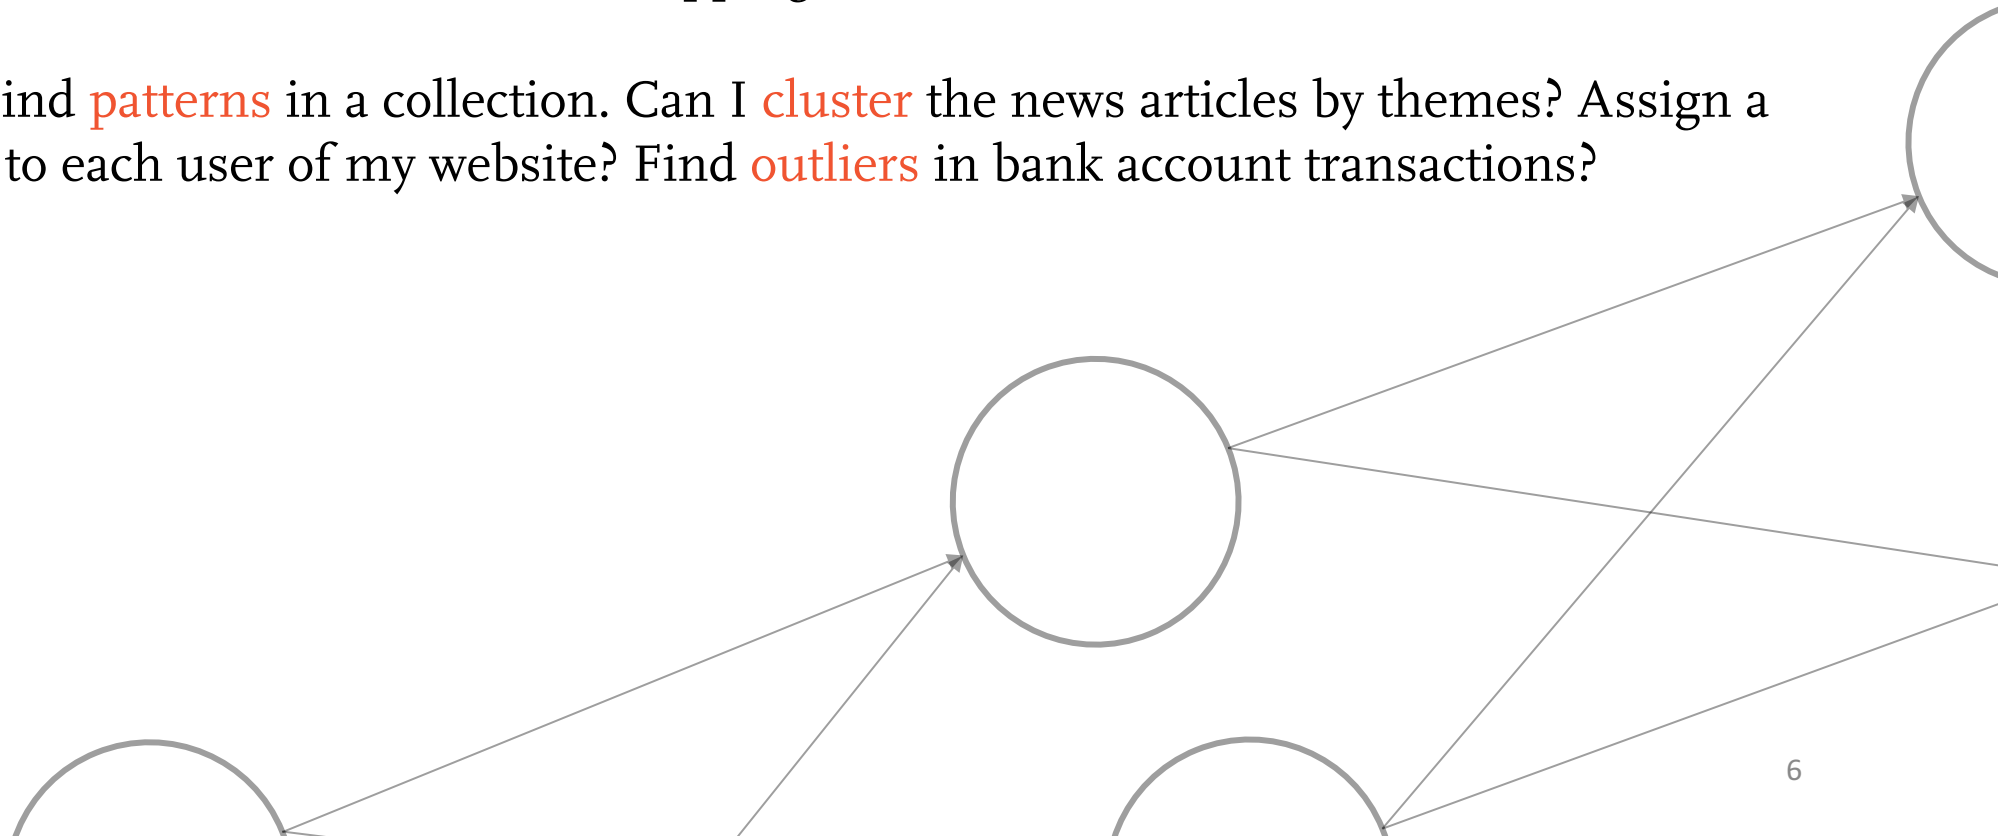 ind patterns in a collection. Can I cluster the news articles by themes? Assign a
to each user of my website? Find outliers in bank account transactions?
6